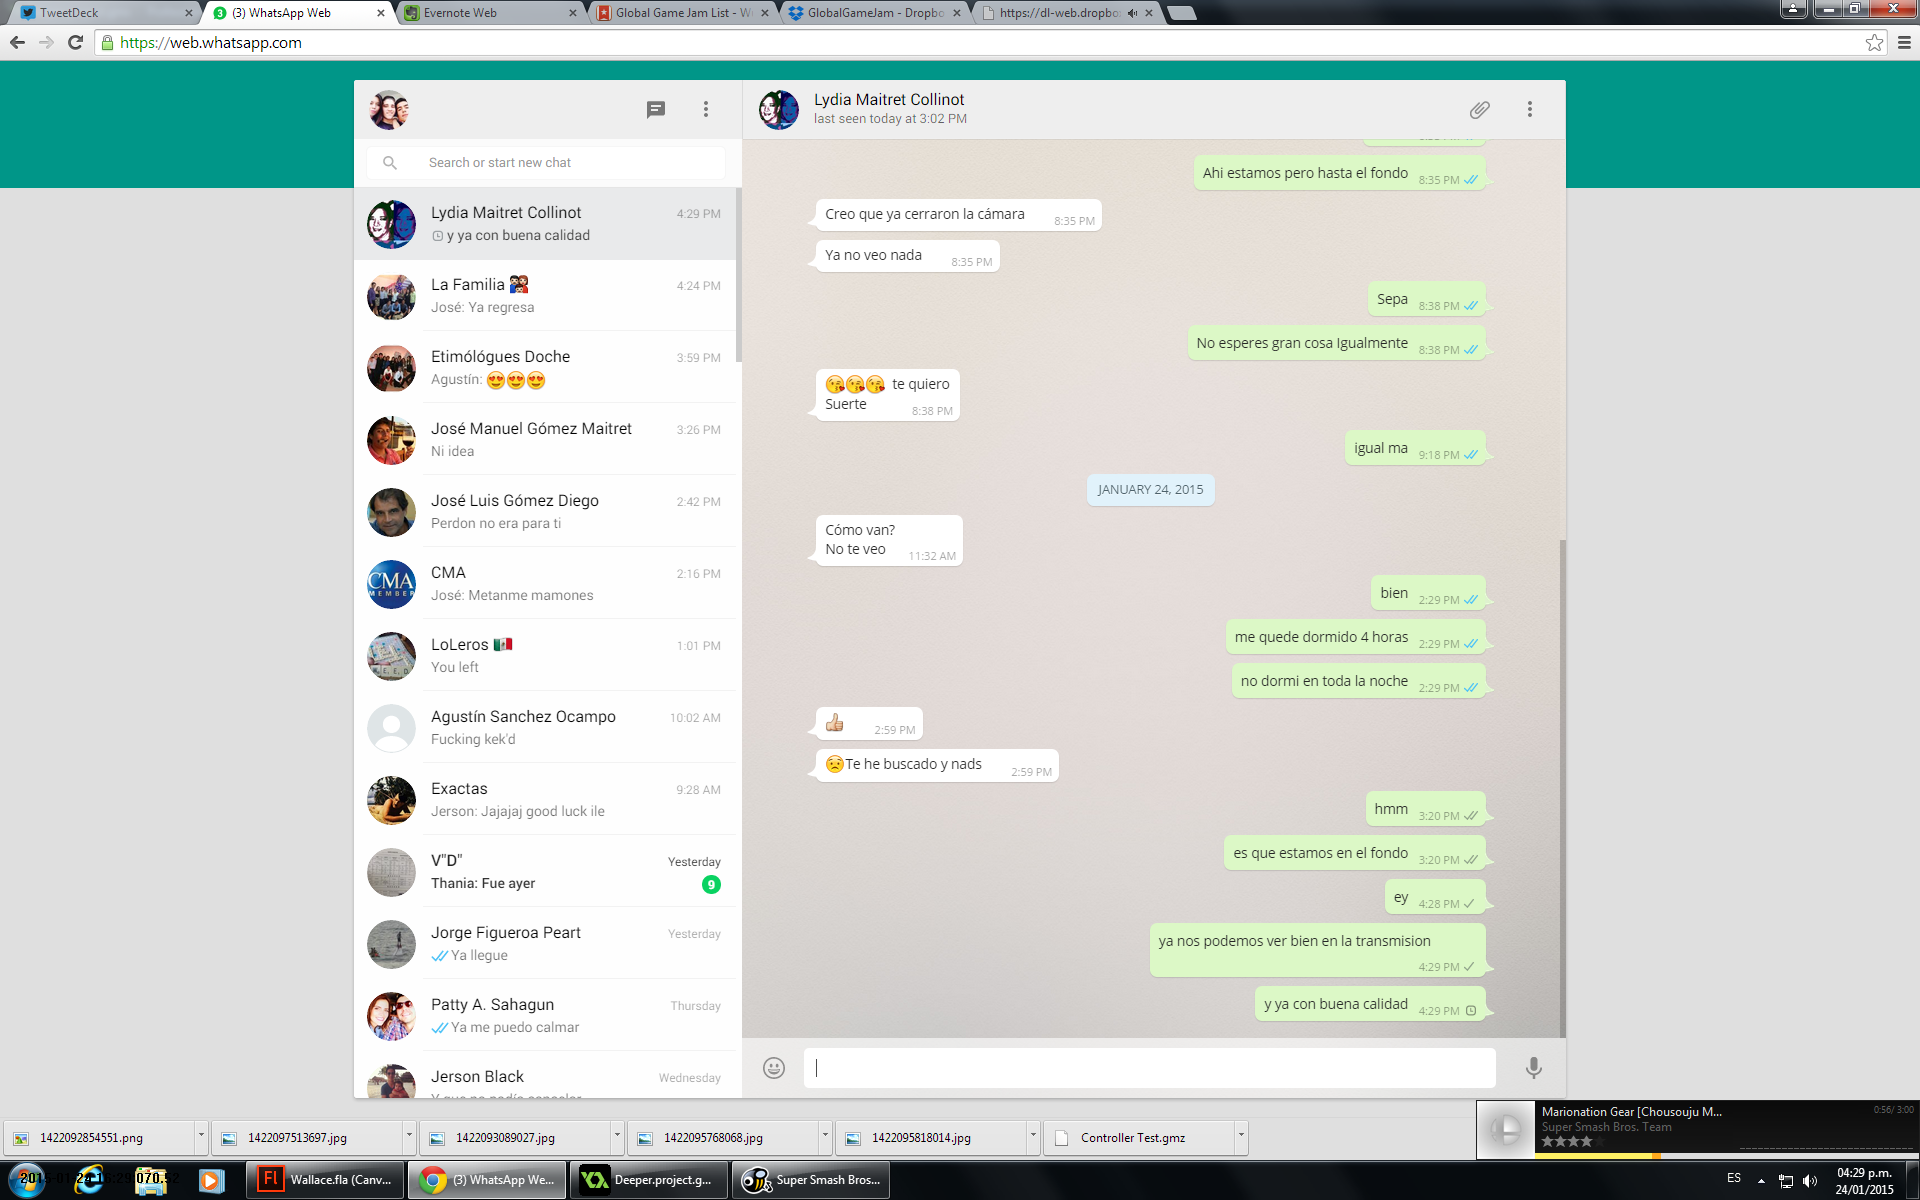 TweetDeck
(3) WhatsApp Web
Evernote Web
Global Game Jam List - W
GlobalGameJam - Dropbo
https://dl-web.dropbo
https://web.whatsapp.com
Search or start new chat
Lydia Maitret Collinot
4:29 PM
y ya con buena calidad
La Familia
4:24 PM
José: Ya regresa
Etimólógues Doche
3:59 PM
Agustín: 😍😍😍
José Manuel Gómez Maitret
3:26 PM
Ni idea
José Luis Gómez Diego
2:42 PM
Perdon no era para ti
CMA
MEMBER
CMA
2:16 PM
José: Metanme mamones
LoLeros 🇲🇽
1:01 PM
You left
Agustín Sanchez Ocampo
10:02 AM
Fucking kek'd
Exactas
9:28 AM
Jerson: Jajajaj good luck ile
V"D"
Yesterday
Thania: Fue ayer
9
Jorge Figueroa Peart
Yesterday
Ya llegue
Patty A. Sahagun
Thursday
Ya me puedo calmar
Jerson Black
Wednesday
Lydia Maitret Collinot
last seen today at 3:02 PM
Ahi estamos pero hasta el fondo
8:35 PM
Creo que ya cerraron la cámara
8:35 PM
Ya no veo nada
8:35 PM
Sepa
8:38 PM
No esperes gran cosa Igualmente
8:38 PM
😘😘😘 te quiero
Suerte
8:38 PM
igual ma
9:18 PM
JANUARY 24, 2015
Cómo van?
No te veo
11:32 AM
bien
2:29 PM
me quede dormido 4 horas
2:29 PM
no dormi en toda la noche
2:29 PM
👍
2:59 PM
😟Te he buscado y nads
2:59 PM
hmm
3:20 PM
es que estamos en el fondo
3:20 PM
ey
4:28 PM
ya nos podemos ver bien en la transmision
4:29 PM
y ya con buena calidad
4:29 PM
1422092854551.png
1422097513697.jpg
1422093089027.jpg
1422095768068.jpg
1422095818014.jpg
Controller Test.gmz
Marionation Gear [Chousouju M...
0:56/ 3:00
Super Smash Bros. Team
Fl
Wallace.fla (Canv...
(3) WhatsApp We...
Deeper.project.g...
Super Smash Bros...
ES
04:29 p.m.
24/01/2015